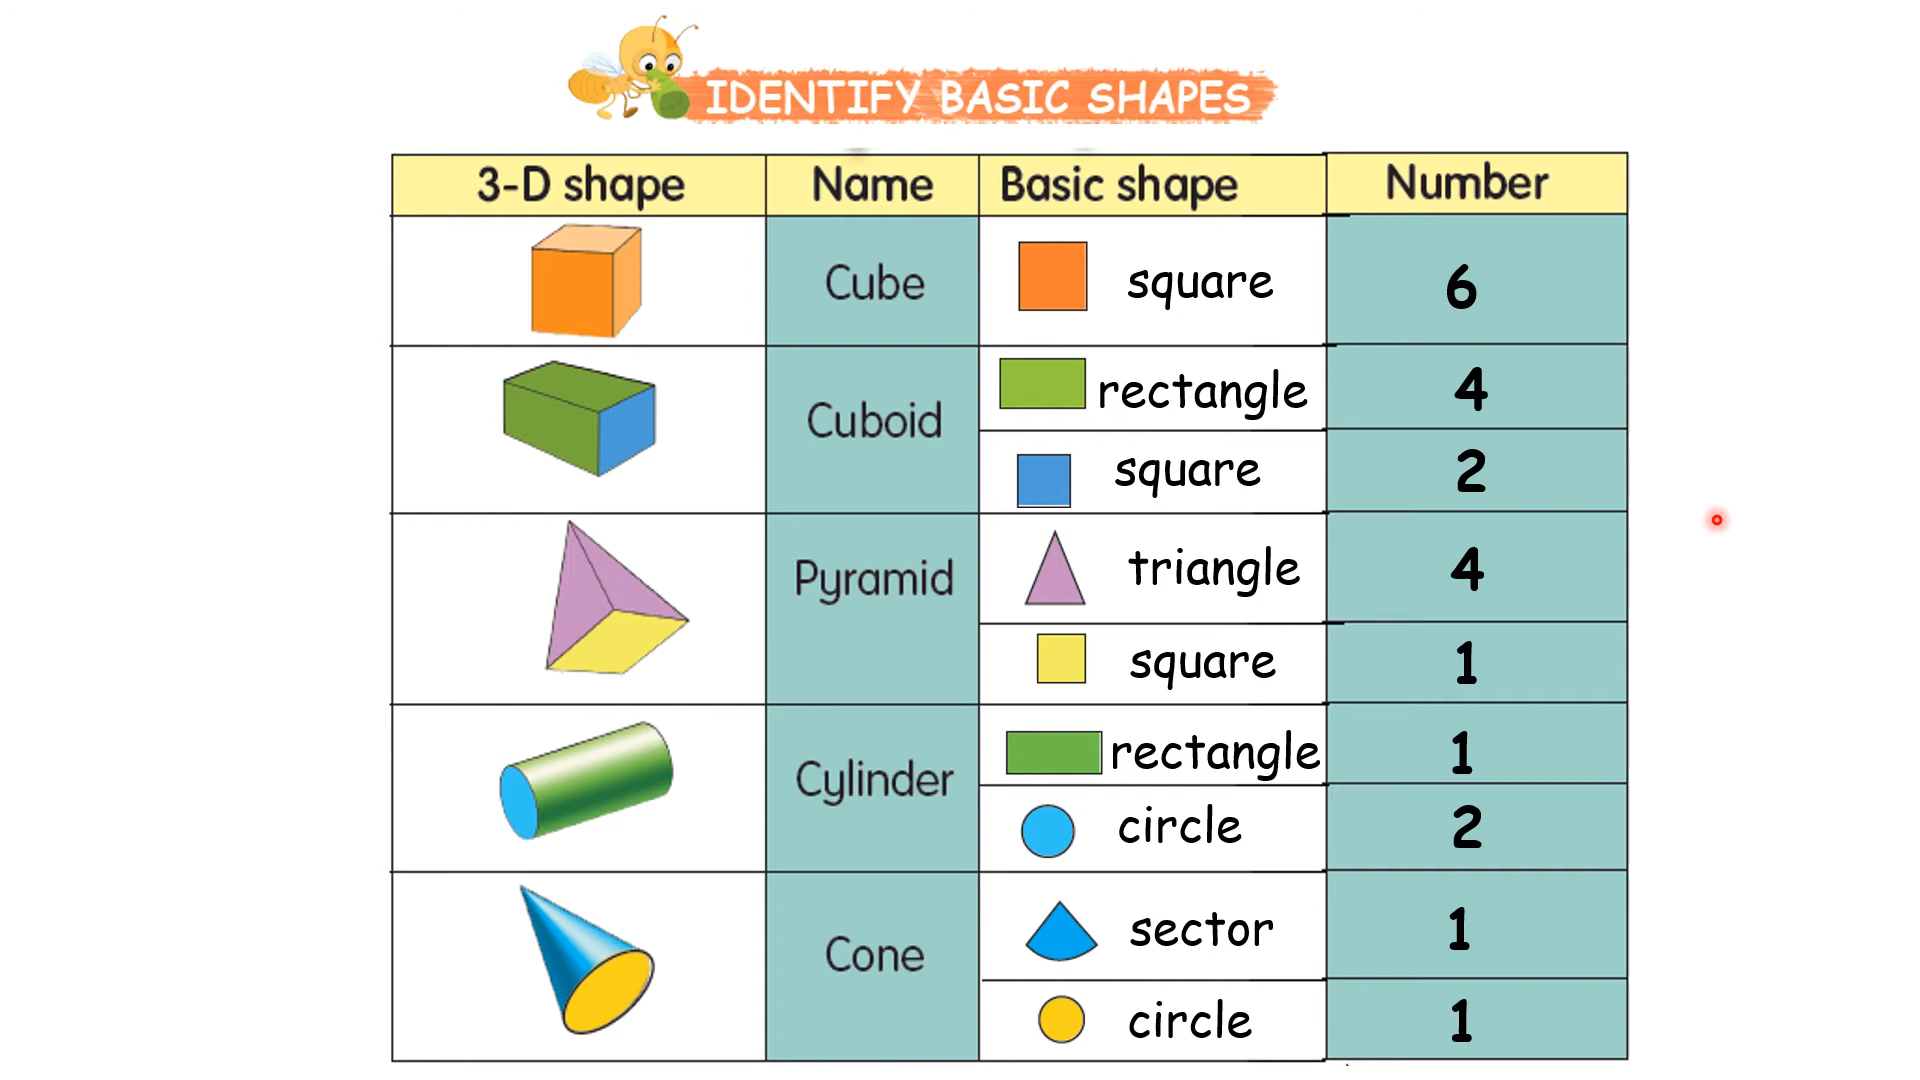 IDENTIFY BASIC SHAPES
3-D shape Name Basic shape Number
Cube square 6
Cuboid rectangle 4
square 2
Pyramid triangle 4
square 1
Cylinder rectangle 1
circle 2
Cone sector 1
circle 1